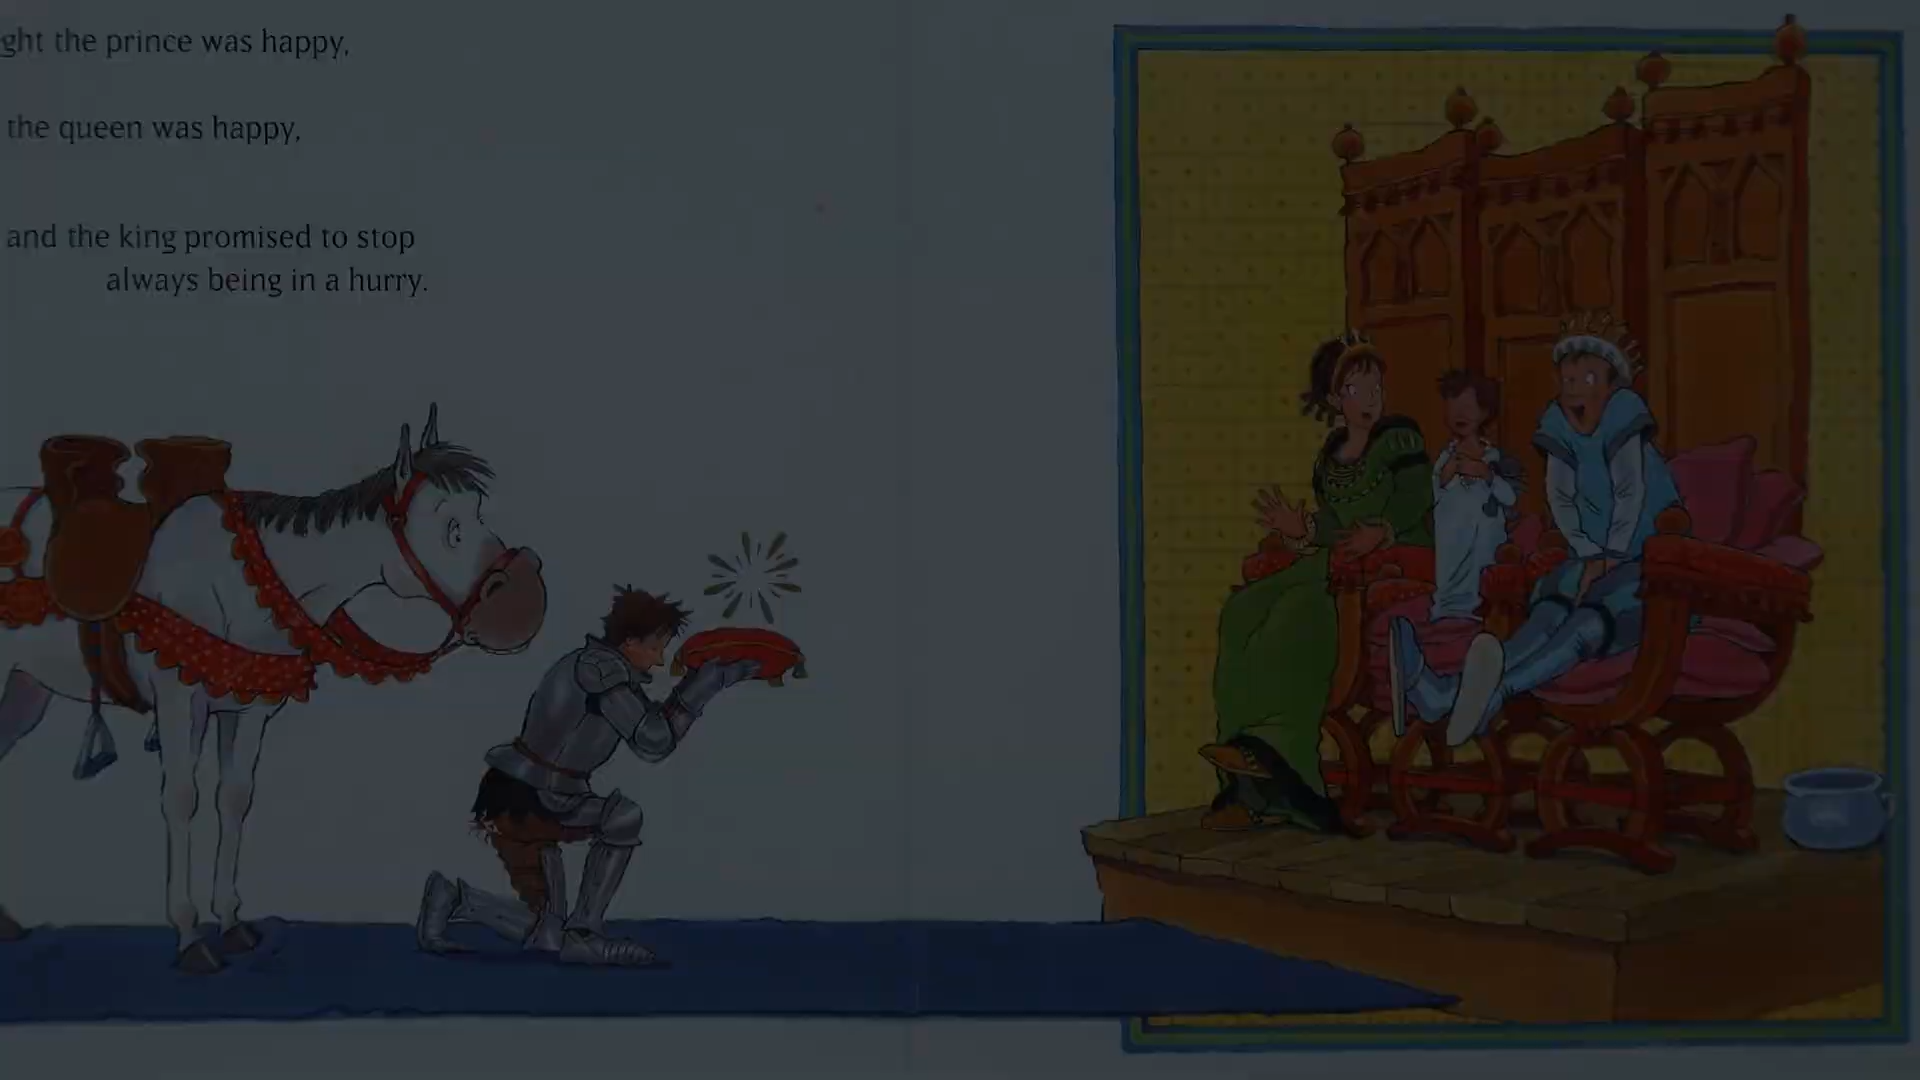 ght the prince was happy,
the queen was happy,
and the king promised to stop
always being in a hurry.